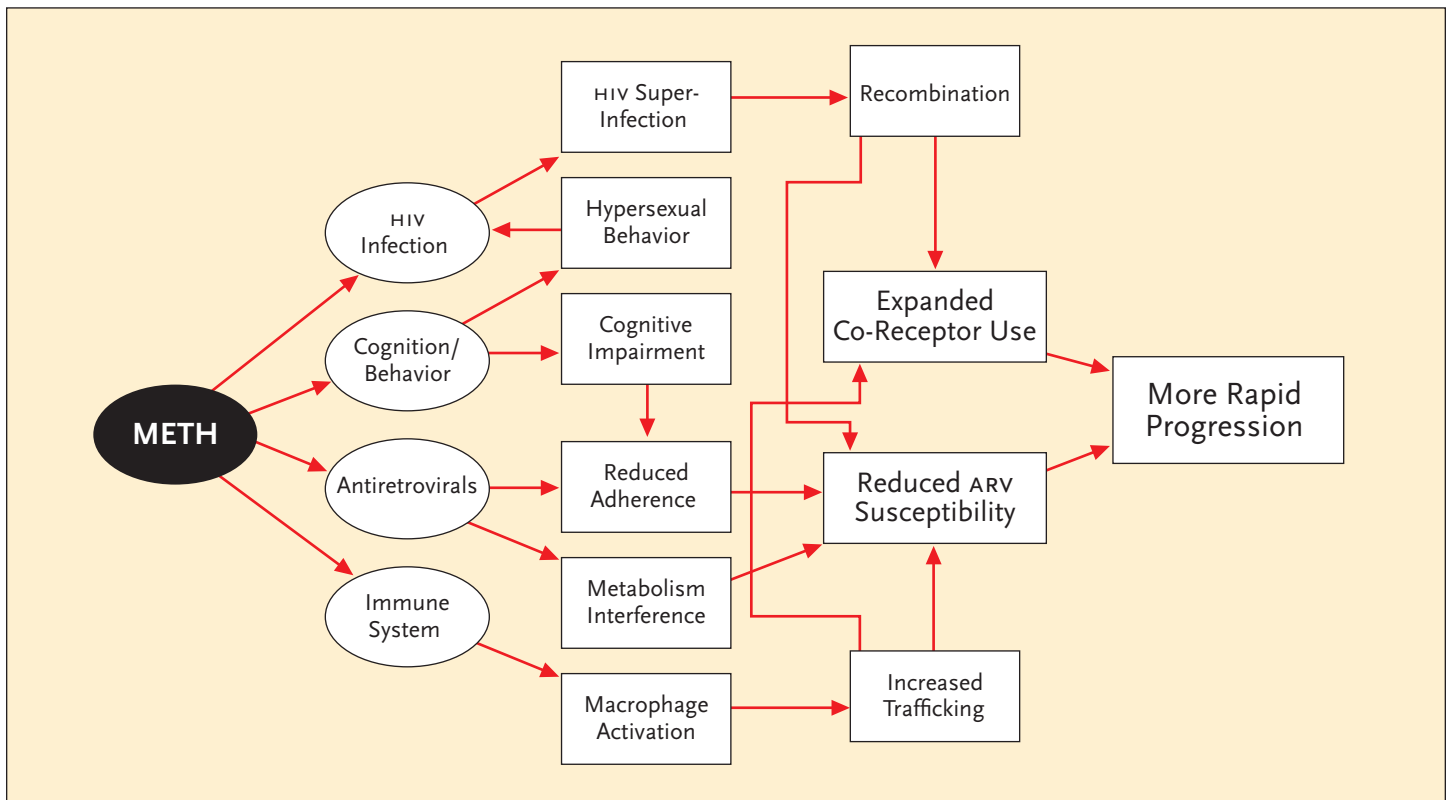 HIV Super-
Infection
Recombination
Hypersexual
Behavior
HIV
Infection
Expanded
Co-Receptor Use
Cognitive
Impairment
Cognition/
Behavior
More Rapid
Progression
METH
Antiretrovirals
Reduced
Adherence
Reduced ARV
Susceptibility
Metabolism
Interference
Immune
System
Increased
Trafficking
Macrophage
Activation